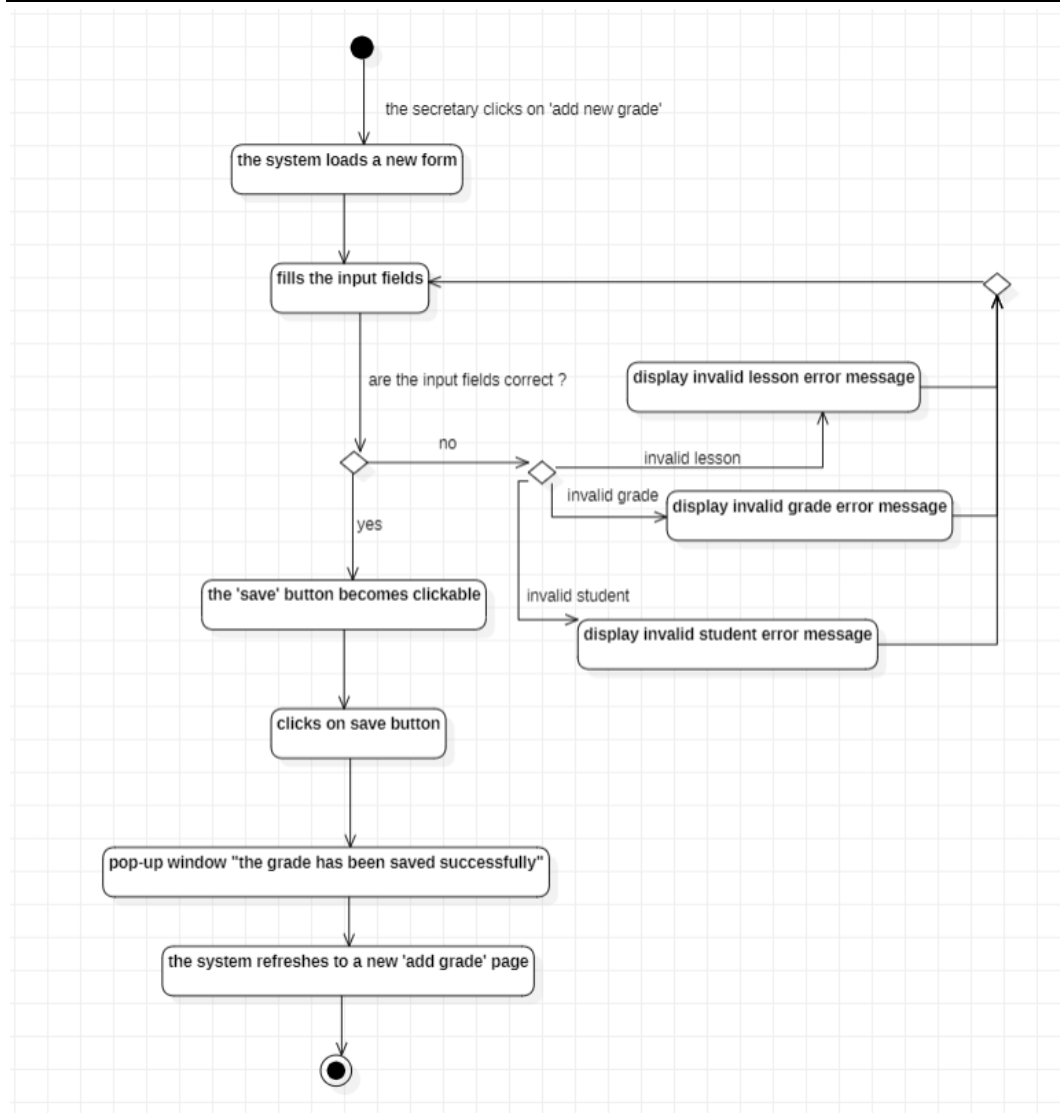 the secretary clicks on 'add new grade'
the system loads a new form
fills the input fields
are the input fields correct ?
display invalid lesson error message
no
invalid lesson
invalid grade
display invalid grade error message
yes
the 'save' button becomes clickable
invalid student
display invalid student error message
clicks on save button
pop-up window "the grade has been saved successfully"
the system refreshes to a new 'add grade' page